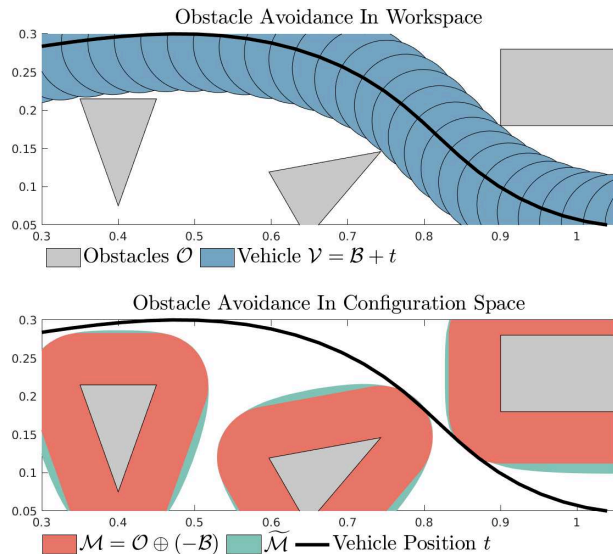 Obstacle Avoidance In Workspace
0.3
0.25
0.2
0.15
0.1
0.05
0.3 0.4 0.5 0.6 0.7 0.8 0.9 1
Obstacles 𝒪 Vehicle 𝒱 = ℬ + t
Obstacle Avoidance In Configuration Space
0.3
0.25
0.2
0.15
0.1
0.05
0.3 0.4 0.5 0.6 0.7 0.8 0.9 1
ℳ = 𝒪 ⊕ (−ℬ) ℳ̃ Vehicle Position t